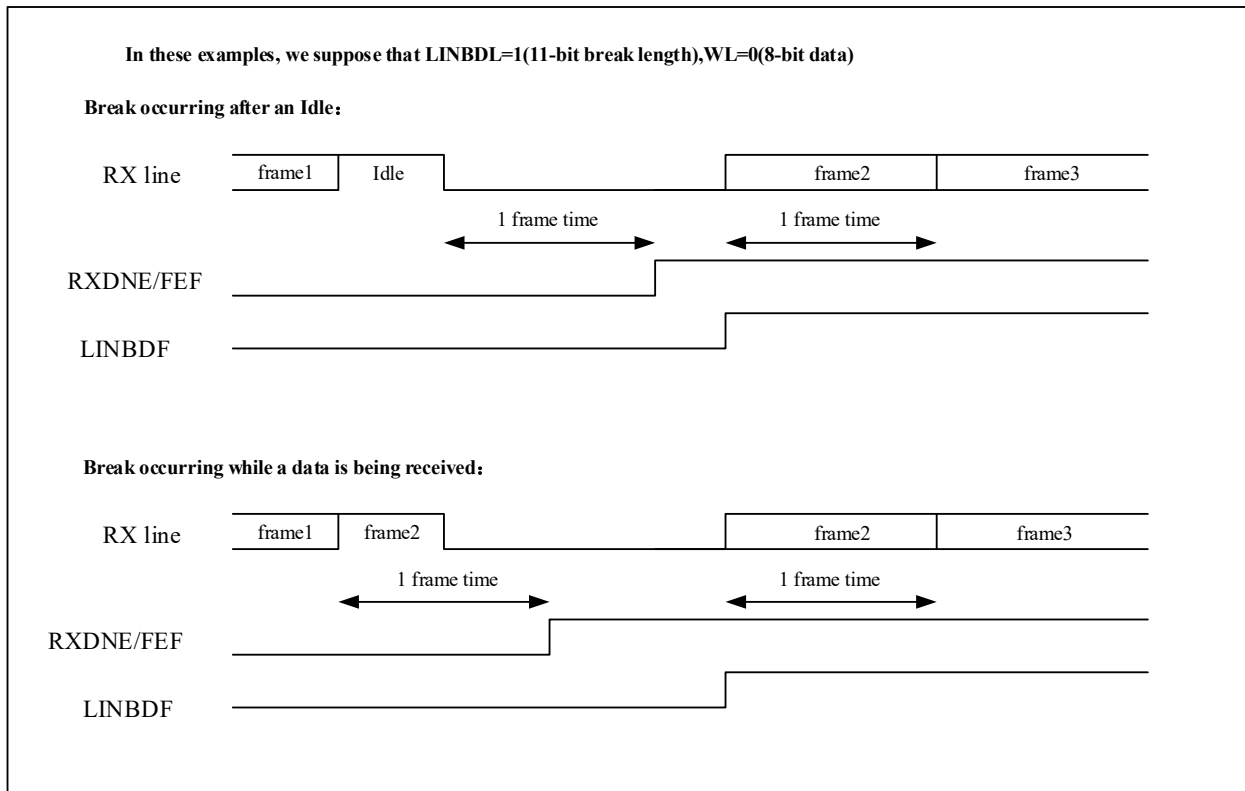 In these examples, we suppose that LINBDL=1(11-bit break length),WL=0(8-bit data)
Break occurring after an Idle：
RX line frame1 Idle frame2 frame3
1 frame time 1 frame time
RXDNE/FEF
LINBDF
Break occurring while a data is being received：
RX line frame1 frame2 frame2 frame3
1 frame time 1 frame time
RXDNE/FEF
LINBDF